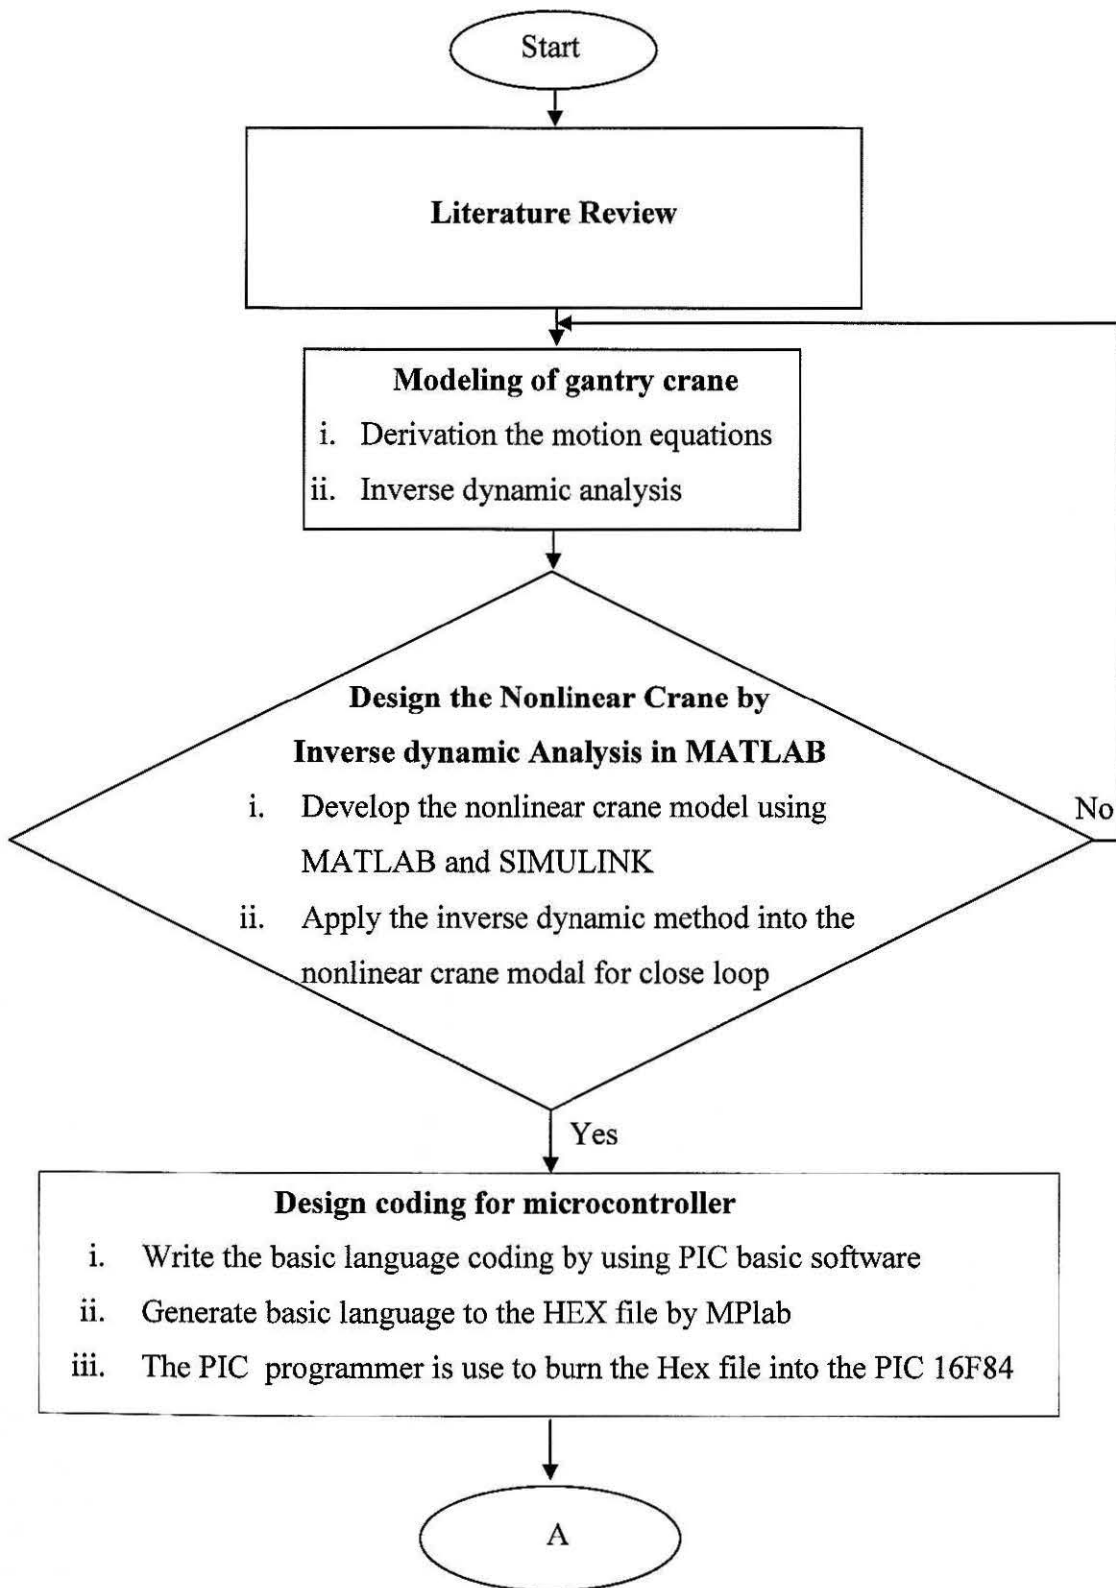 Start
Literature Review
Modeling of gantry crane
i. Derivation the motion equations
ii. Inverse dynamic analysis
Design the Nonlinear Crane by
Inverse dynamic Analysis in MATLAB
i. Develop the nonlinear crane model using
MATLAB and SIMULINK
ii. Apply the inverse dynamic method into the
nonlinear crane modal for close loop
No
Yes
Design coding for microcontroller
i. Write the basic language coding by using PIC basic software
ii. Generate basic language to the HEX file by MPlab
iii. The PIC programmer is use to burn the Hex file into the PIC 16F84
A